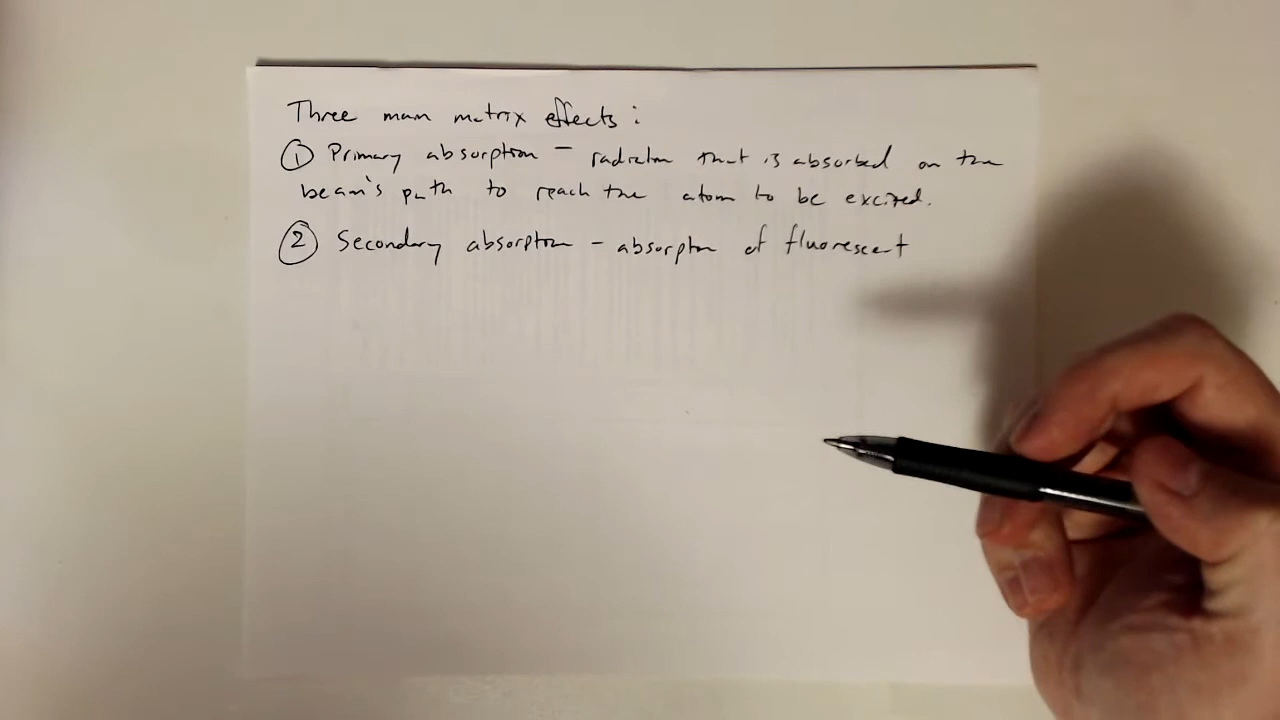 Three main matrix effects:
① Primary absorption - radiation that is absorbed on the
beam's path to reach the atom to be excited.
② Secondary absorption - absorption of fluorescent